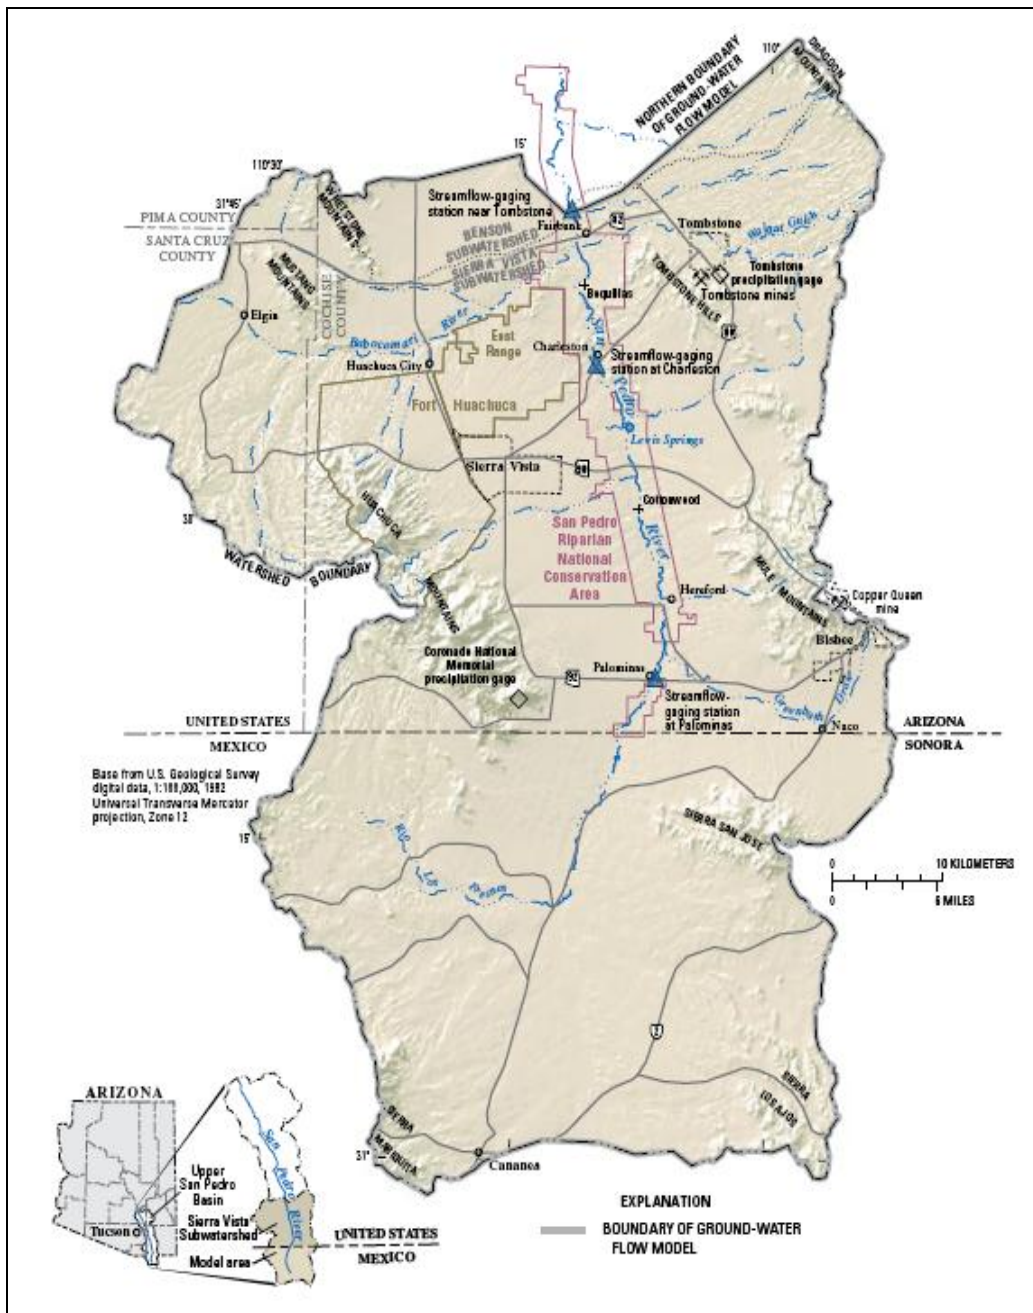 NORTHERN BOUNDARY
OF GROUND-WATER
FLOW MODEL
110°
DRAGOON
MOUNTAINS
15'
110°30'
31°45'
WHETSTONE
MOUNTAINS
Streamflow-gaging
station near Tombstone
Fairbank
82
Tombstone
Walnut Gulch
PIMA COUNTY
SANTA CRUZ
COUNTY
COCHISE
COUNTY
BENSON
SUBWATERSHED
SIERRA VISTA
SUBWATERSHED
MUSTANG
MOUNTAINS
TOMBSTONE HILLS
Tombstone
precipitation gage
Tombstone mines
Boquillas
Elgin
Babocomari River
East
Range
Charleston
Streamflow-gaging
station at Charleston
Huachuca City
Fort Huachuca
San Pedro River
Lewis Springs
Sierra Vista
90
Cottonwood
HUACHUCA
MOUNTAINS
30'
WATERSHED BOUNDARY
San Pedro
Riparian
National
Conservation
Area
Hereford
MULE MOUNTAINS
Copper Queen
mine
Bisbee
Coronado National
Memorial
precipitation gage
92
Palominas
Streamflow-
gaging station
at Palominas
Greenbush Draw
Naco
UNITED STATES
MEXICO
ARIZONA
SONORA
Base from U.S. Geological Survey
digital data, 1:100,000, 1982
Universal Transverse Mercator
projection, Zone 12
15'
SIERRA SAN JOSE
0 10 KILOMETERS
0 6 MILES
Rio Los Fresnos
2
SIERRA
MARIQUITA
31°
Cananea
ARIZONA
Tucson
Upper
San Pedro
Basin
Sierra Vista
Subwatershed
Model area
San Pedro River
UNITED STATES
MEXICO
EXPLANATION
BOUNDARY OF GROUND-WATER
FLOW MODEL